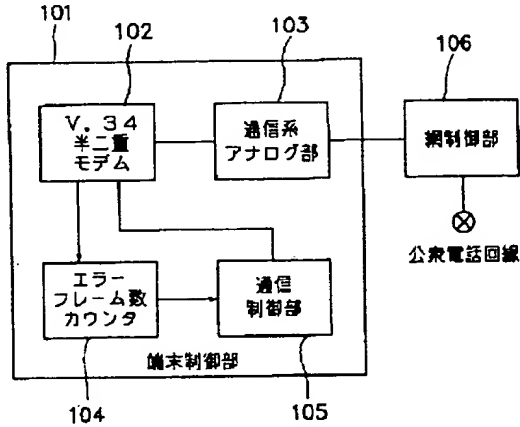 101
102
103
106
V.34
半二重
モデム
通信系
アナログ部
網制御部
公衆電話回線
エラー
フレーム数
カウンタ
通信
制御部
端末制御部
104
105